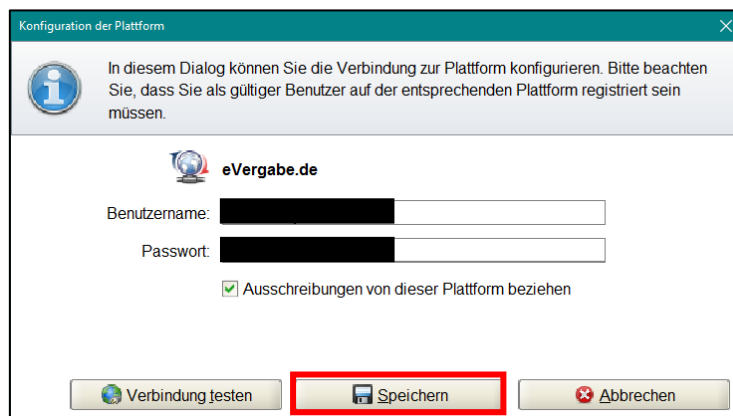 Konfiguration der Plattform
In diesem Dialog können Sie die Verbindung zur Plattform konfigurieren. Bitte beachten
Sie, dass Sie als gültiger Benutzer auf der entsprechenden Plattform registriert sein
müssen.
eVergabe.de
Benutzername:
Passwort:
Ausschreibungen von dieser Plattform beziehen
Verbindung testen Speichern Abbrechen